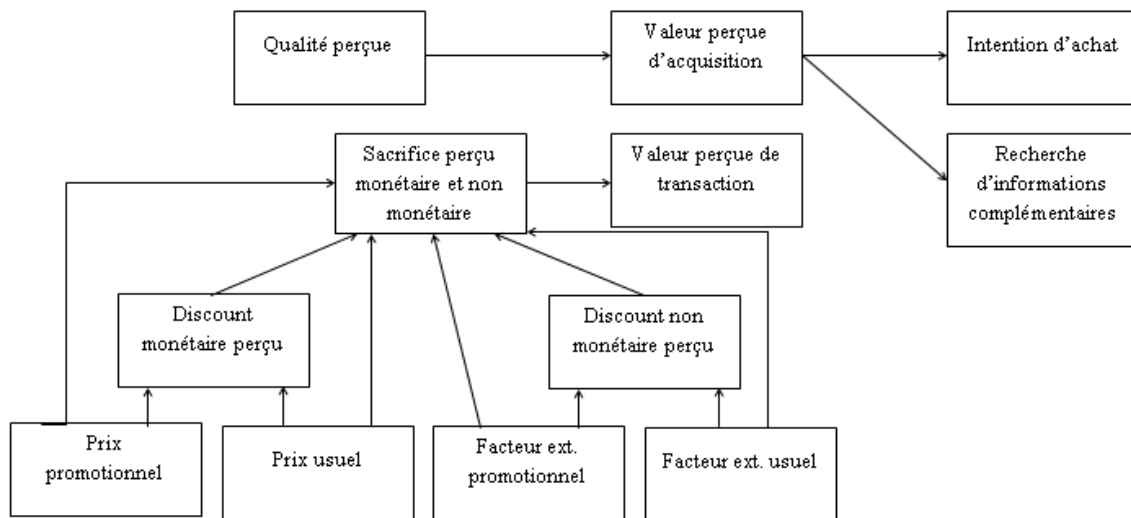 Qualité perçue
Valeur perçue
d'acquisition
Intention d'achat
Sacrifice perçu
monétaire et non
monétaire
Valeur perçue de
transaction
Recherche
d'informations
complémentaires
Discount
monétaire perçu
Discount non
monétaire perçu
Prix
promotionnel
Prix usuel
Facteur ext.
promotionnel
Facteur ext. usuel